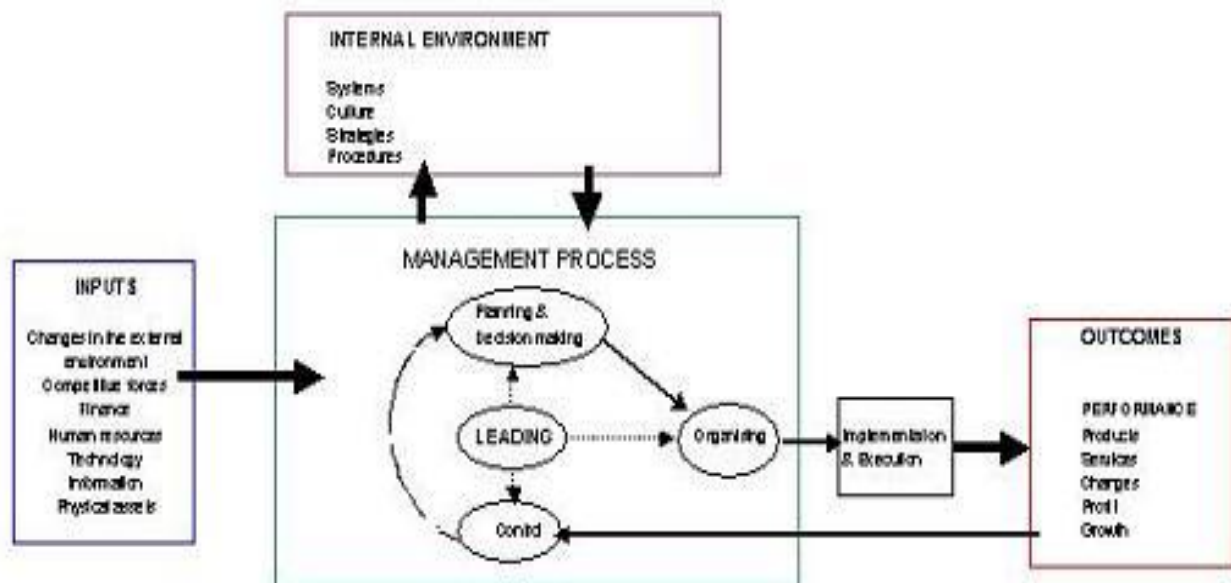 INTERNAL ENVIRONMENT
Systems
Culture
Strategies
Procedures
MANAGEMENT PROCESS
INPUTS
Changes in the external
environment
Competitive forces
Finance
Human resources
Technology
Information
Physical assets
Planning &
Decision making
LEADING
Organising
Control
Implementation
& Execution
OUTCOMES
PERFORMANCE
Products
Services
Changes
Profit
Growth